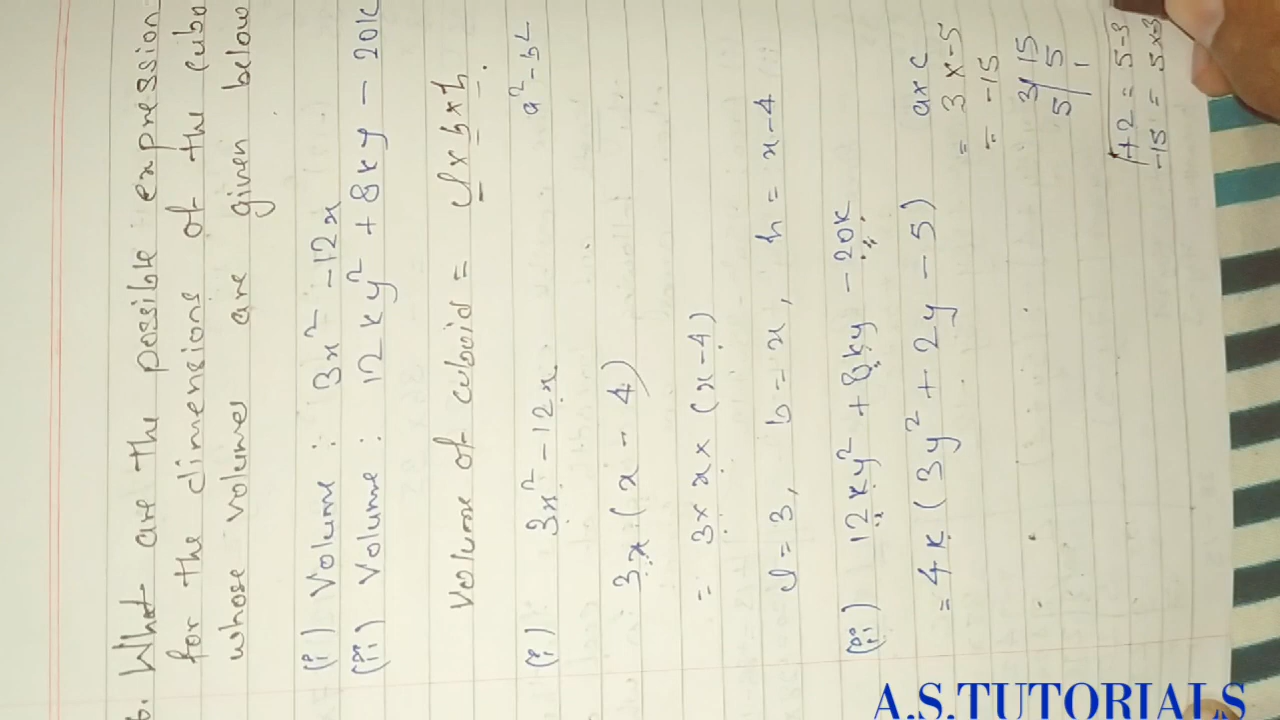 6. What are the possible expression
for the dimensions of the cubo
whose volumes are given below
(i) Volume : 3x² - 12x
(ii) Volume : 12ky² + 8ky - 20k
Volume of cuboid = l x b x h.
(i) 3x² - 12x
a² - b²
3x (x - 4)
= 3 x x x (x - 4)
l = 3, b = x, h = x - 4
(ii) 12ky² + 8ky - 20k
= 4k (3y² + 2y - 5)
a x c
= 3 x -5
= -15
3/ 15
5/ 5
1
+2 = 5-3
-15 = 5 x -3
A.S.TUTORIALS